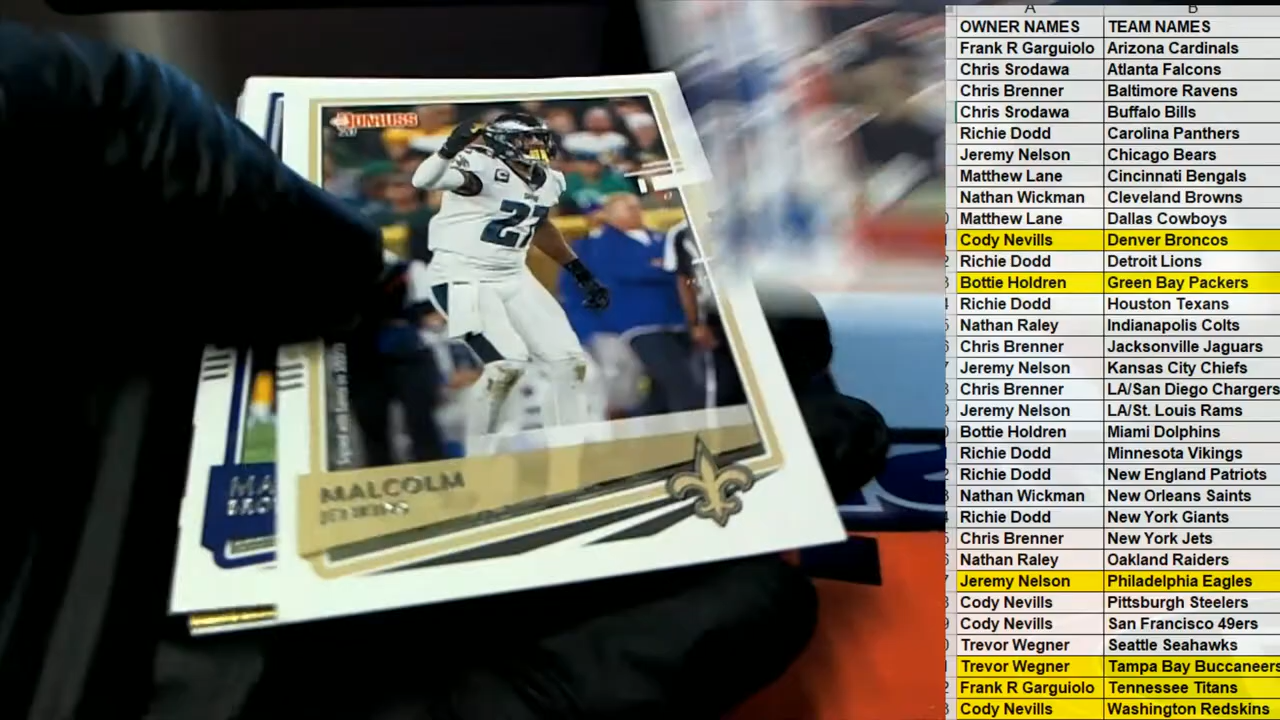 DONRUSS
20
27
MALCOLM
JENKINS
MA
A
B
OWNER NAMES TEAM NAMES
Frank R Garguiolo Arizona Cardinals
Chris Srodawa Atlanta Falcons
Chris Brenner Baltimore Ravens
Chris Srodawa Buffalo Bills
Richie Dodd Carolina Panthers
Jeremy Nelson Chicago Bears
Matthew Lane Cincinnati Bengals
Nathan Wickman Cleveland Browns
Matthew Lane Dallas Cowboys
Cody Nevills Denver Broncos
Richie Dodd Detroit Lions
Bottie Holdren Green Bay Packers
Richie Dodd Houston Texans
Nathan Raley Indianapolis Colts
Chris Brenner Jacksonville Jaguars
Jeremy Nelson Kansas City Chiefs
Chris Brenner LA/San Diego Chargers
Jeremy Nelson LA/St. Louis Rams
Bottie Holdren Miami Dolphins
Richie Dodd Minnesota Vikings
Richie Dodd New England Patriots
Nathan Wickman New Orleans Saints
Richie Dodd New York Giants
Chris Brenner New York Jets
Nathan Raley Oakland Raiders
Jeremy Nelson Philadelphia Eagles
Cody Nevills Pittsburgh Steelers
Cody Nevills San Francisco 49ers
Trevor Wegner Seattle Seahawks
Trevor Wegner Tampa Bay Buccaneers
Frank R Garguiolo Tennessee Titans
Cody Nevills Washington Redskins